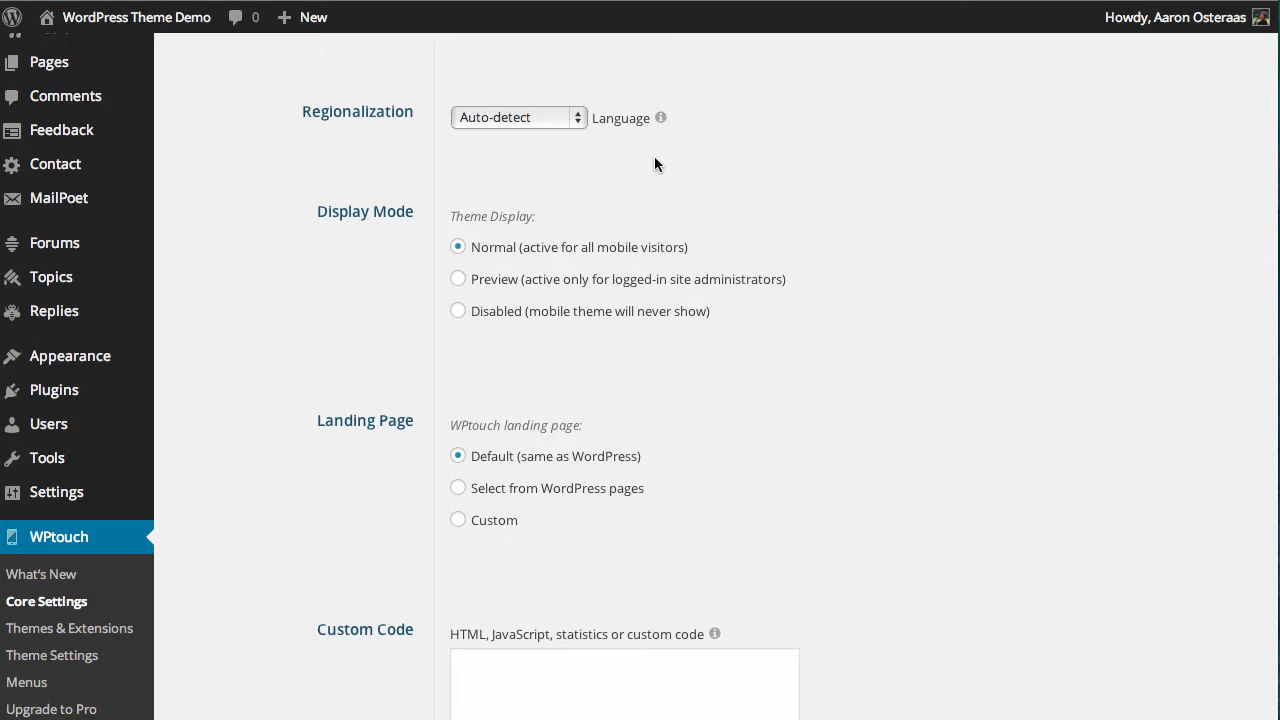 WordPress Theme Demo 0 New Howdy, Aaron Osteraas
Pages
Comments
Feedback
Contact
MailPoet
Forums
Topics
Replies
Appearance
Plugins
Users
Tools
Settings
WPtouch
What's New
Core Settings
Themes & Extensions
Theme Settings
Menus
Upgrade to Pro
Regionalization
Auto-detect Language
Display Mode
Theme Display:
Normal (active for all mobile visitors)
Preview (active only for logged-in site administrators)
Disabled (mobile theme will never show)
Landing Page
WPtouch landing page:
Default (same as WordPress)
Select from WordPress pages
Custom
Custom Code
HTML, JavaScript, statistics or custom code